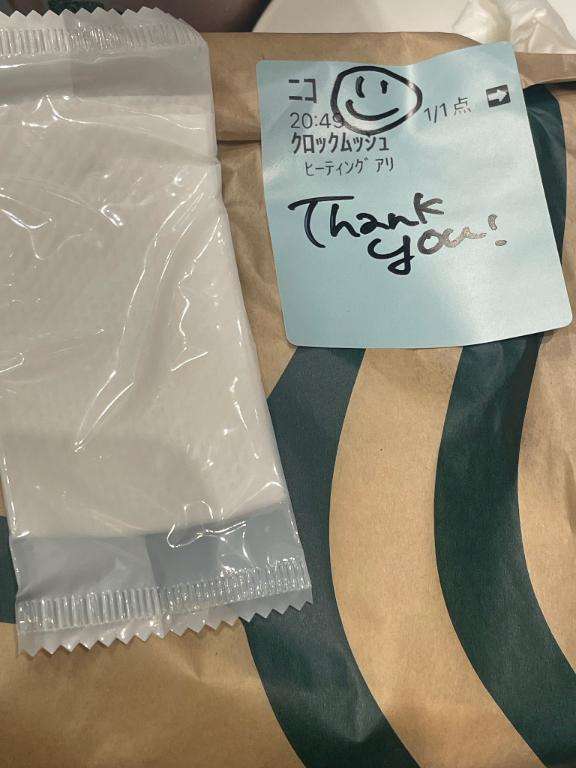 ニコ
20:49 1/1点
クロックムッシュ
ヒーティング アリ
Thank
you!